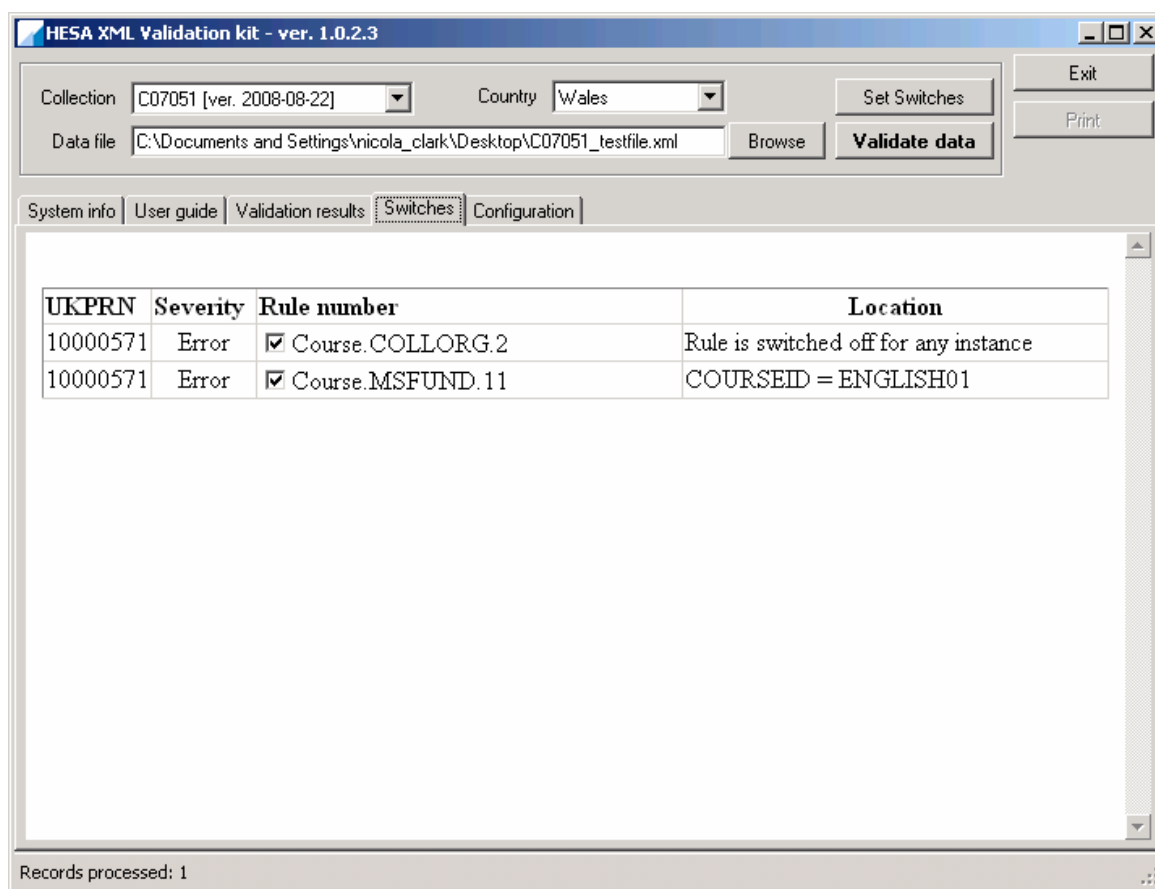 HESA XML Validation kit - ver. 1.0.2.3
Exit
Collection C07051 [ver. 2008-08-22] Country Wales Set Switches
Print
Data file C:\Documents and Settings\nicola_clark\Desktop\C07051_testfile.xml Browse Validate data
System info User guide Validation results Switches Configuration
UKPRN Severity Rule number Location
10000571 Error Course.COLLORG.2 Rule is switched off for any instance
10000571 Error Course.MSFUND.11 COURSEID = ENGLISH01
Records processed: 1